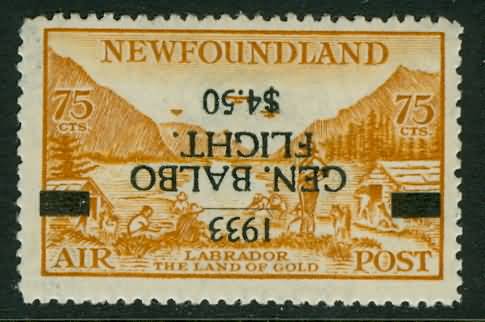 NEWFOUNDLAND
75 CTS.
75 CTS.
1933
GEN. BALBO
FLIGHT.
$4.50
AIR
LABRADOR
THE LAND OF GOLD
POST